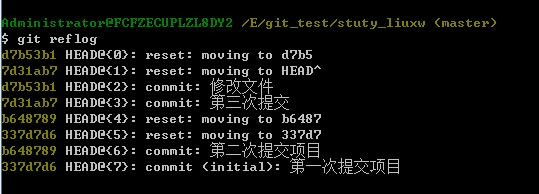 Administrator@FCFZECUPLZL8DY2 /E/git_test/stuty_liuxw (master)
$ git reflog
d7b53b1 HEAD@{0}: reset: moving to d7b5
7d31ab7 HEAD@{1}: reset: moving to HEAD^
d7b53b1 HEAD@{2}: commit: 修改文件
7d31ab7 HEAD@{3}: commit: 第三次提交
b648789 HEAD@{4}: reset: moving to b6487
337d7d6 HEAD@{5}: reset: moving to 337d7
b648789 HEAD@{6}: commit: 第二次提交项目
337d7d6 HEAD@{7}: commit (initial): 第一次提交项目